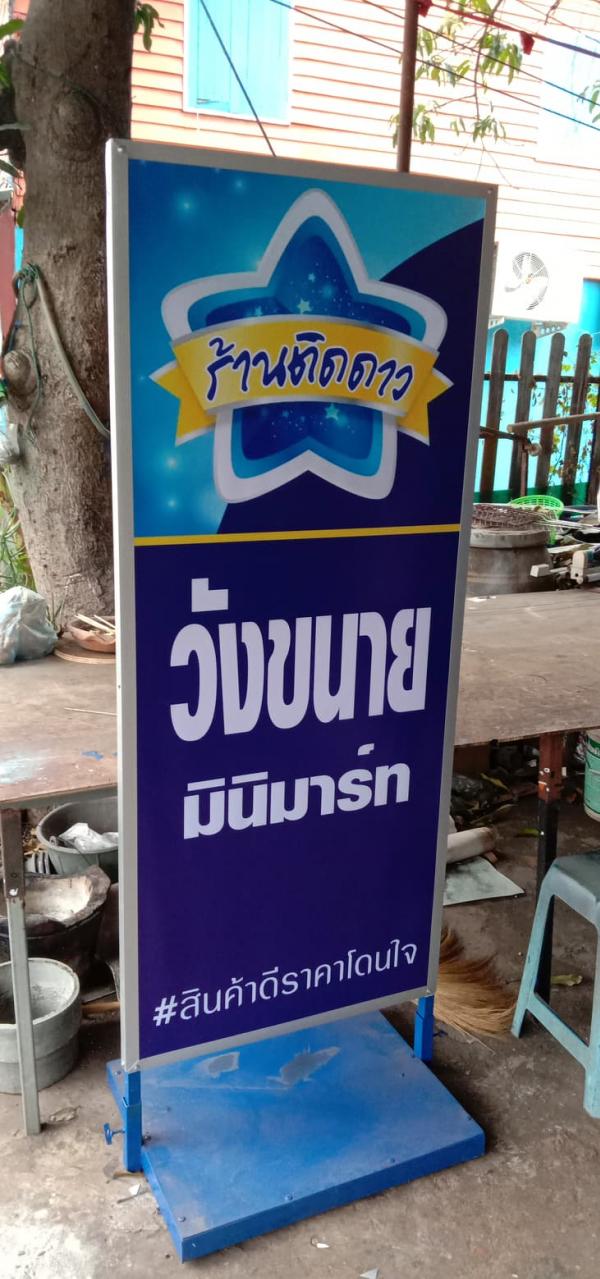 ร้านติดดาว
วังขนาย
มินิมาร์ท
#สินค้าดีราคาโดนใจ